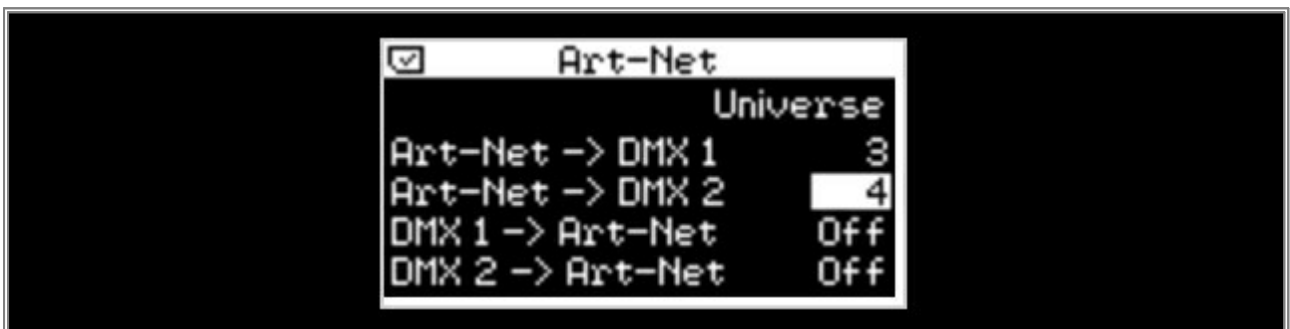 Art-Net
Universe
Art-Net -> DMX 1 3
Art-Net -> DMX 2 4
DMX 1 -> Art-Net Off
DMX 2 -> Art-Net Off